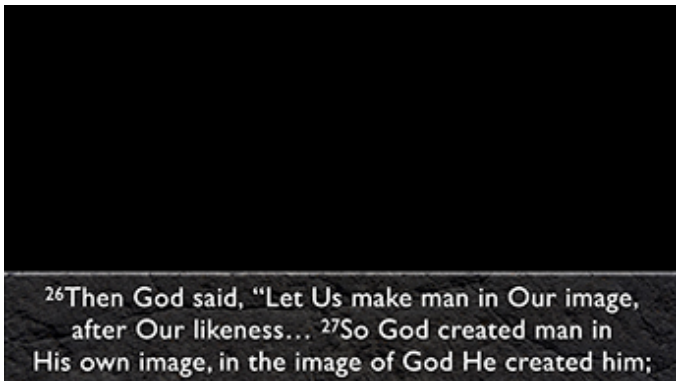 ²⁶Then God said, “Let Us make man in Our image,
after Our likeness… ²⁷So God created man in
His own image, in the image of God He created him;